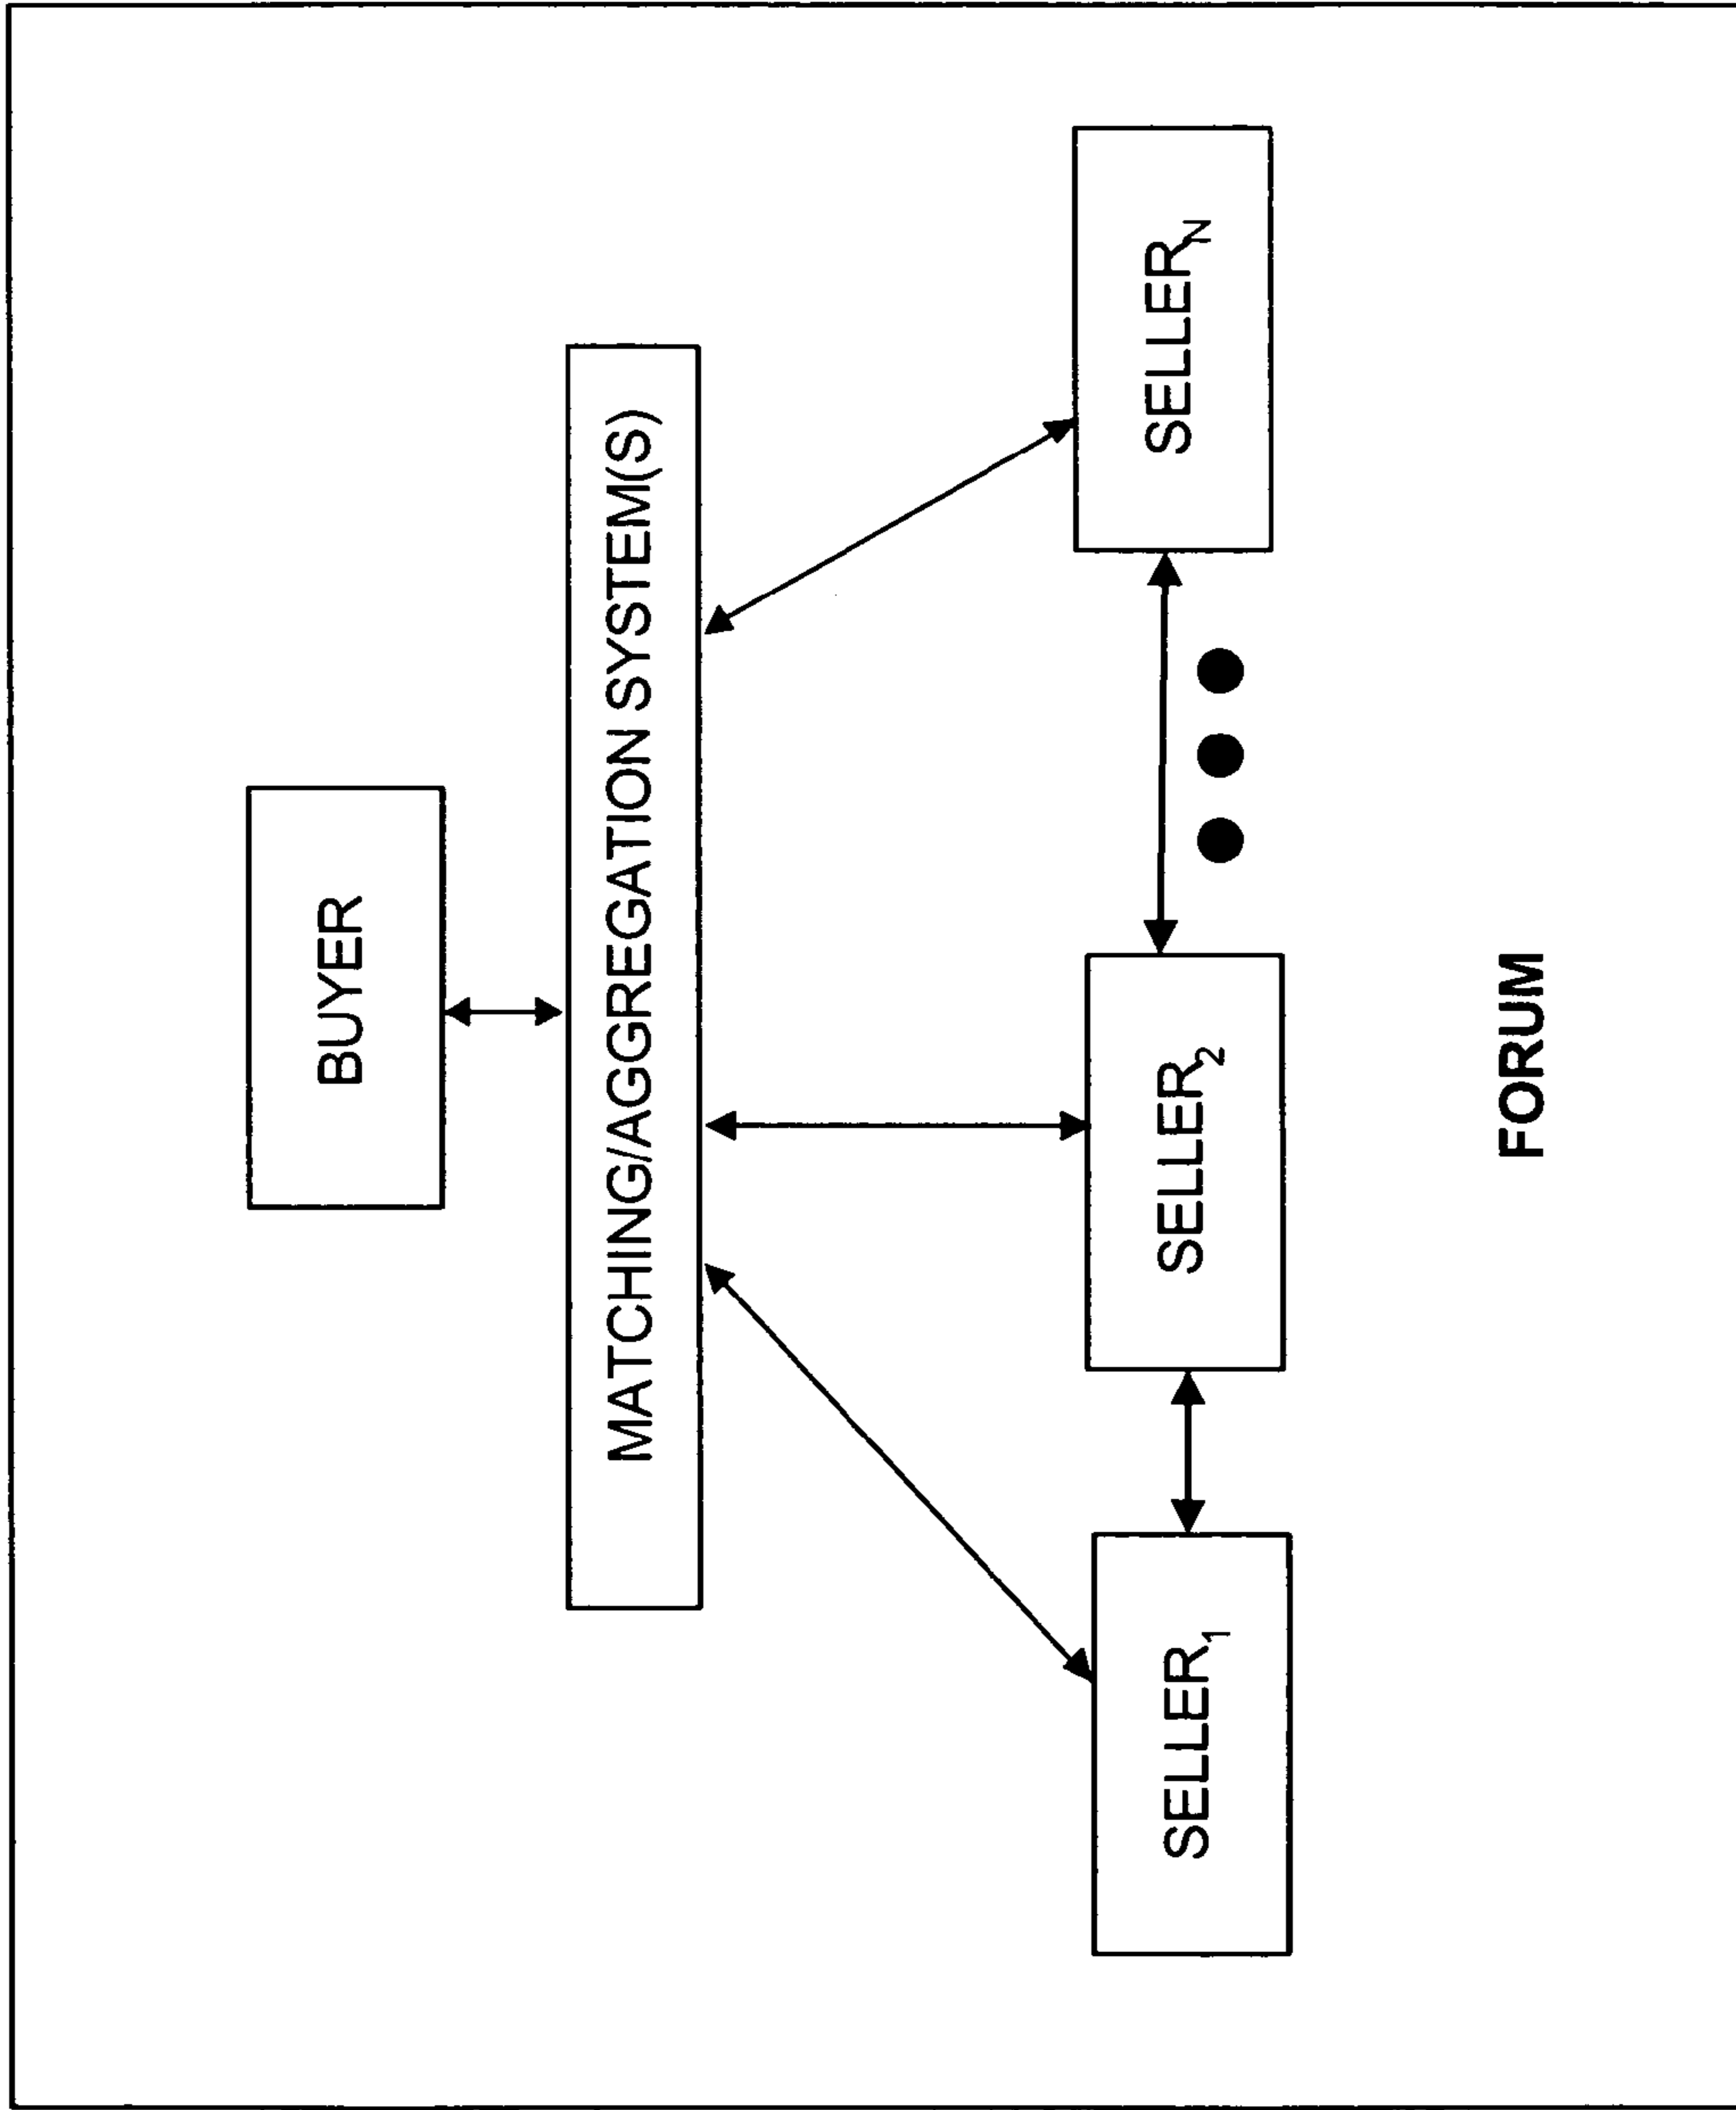 BUYER
MATCHING/AGGREGATION SYSTEM(S)
SELLER1
SELLER2
SELLERN
FORUM